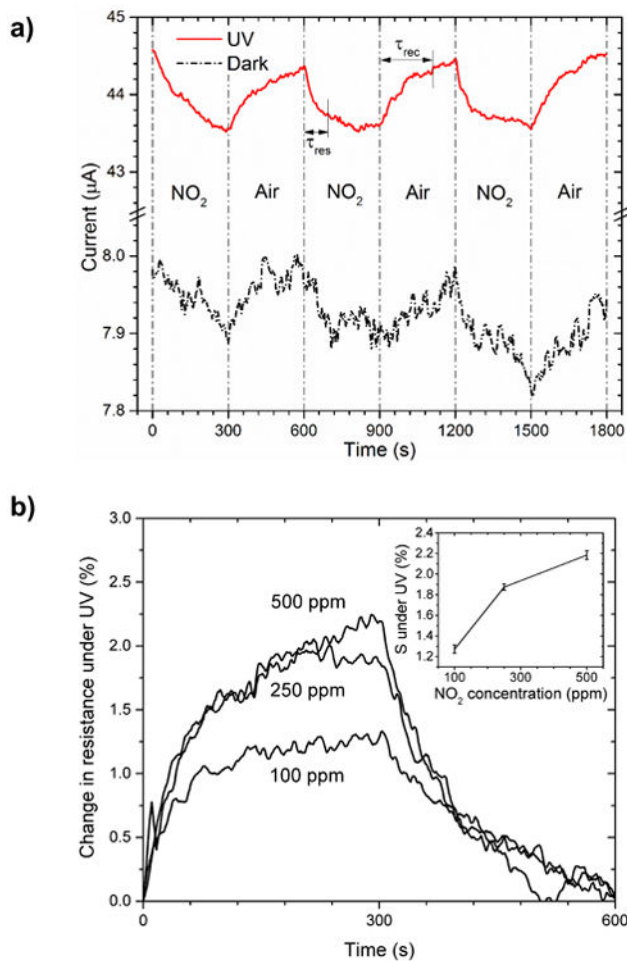 a)
45
44
43
8.0
7.9
7.8
Current (μA)
UV
Dark
τrec
τres
NO2
Air
NO2
Air
NO2
Air
0 300 600 900 1200 1500 1800
Time (s)
b)
3.0
2.5
2.0
1.5
1.0
0.5
0.0
Change in resistance under UV (%)
500 ppm
250 ppm
100 ppm
2.4
2.2
2.0
1.8
1.6
1.4
1.2
S under UV (%)
100 200 300 400 500
NO2 concentration (ppm)
0 300 600
Time (s)